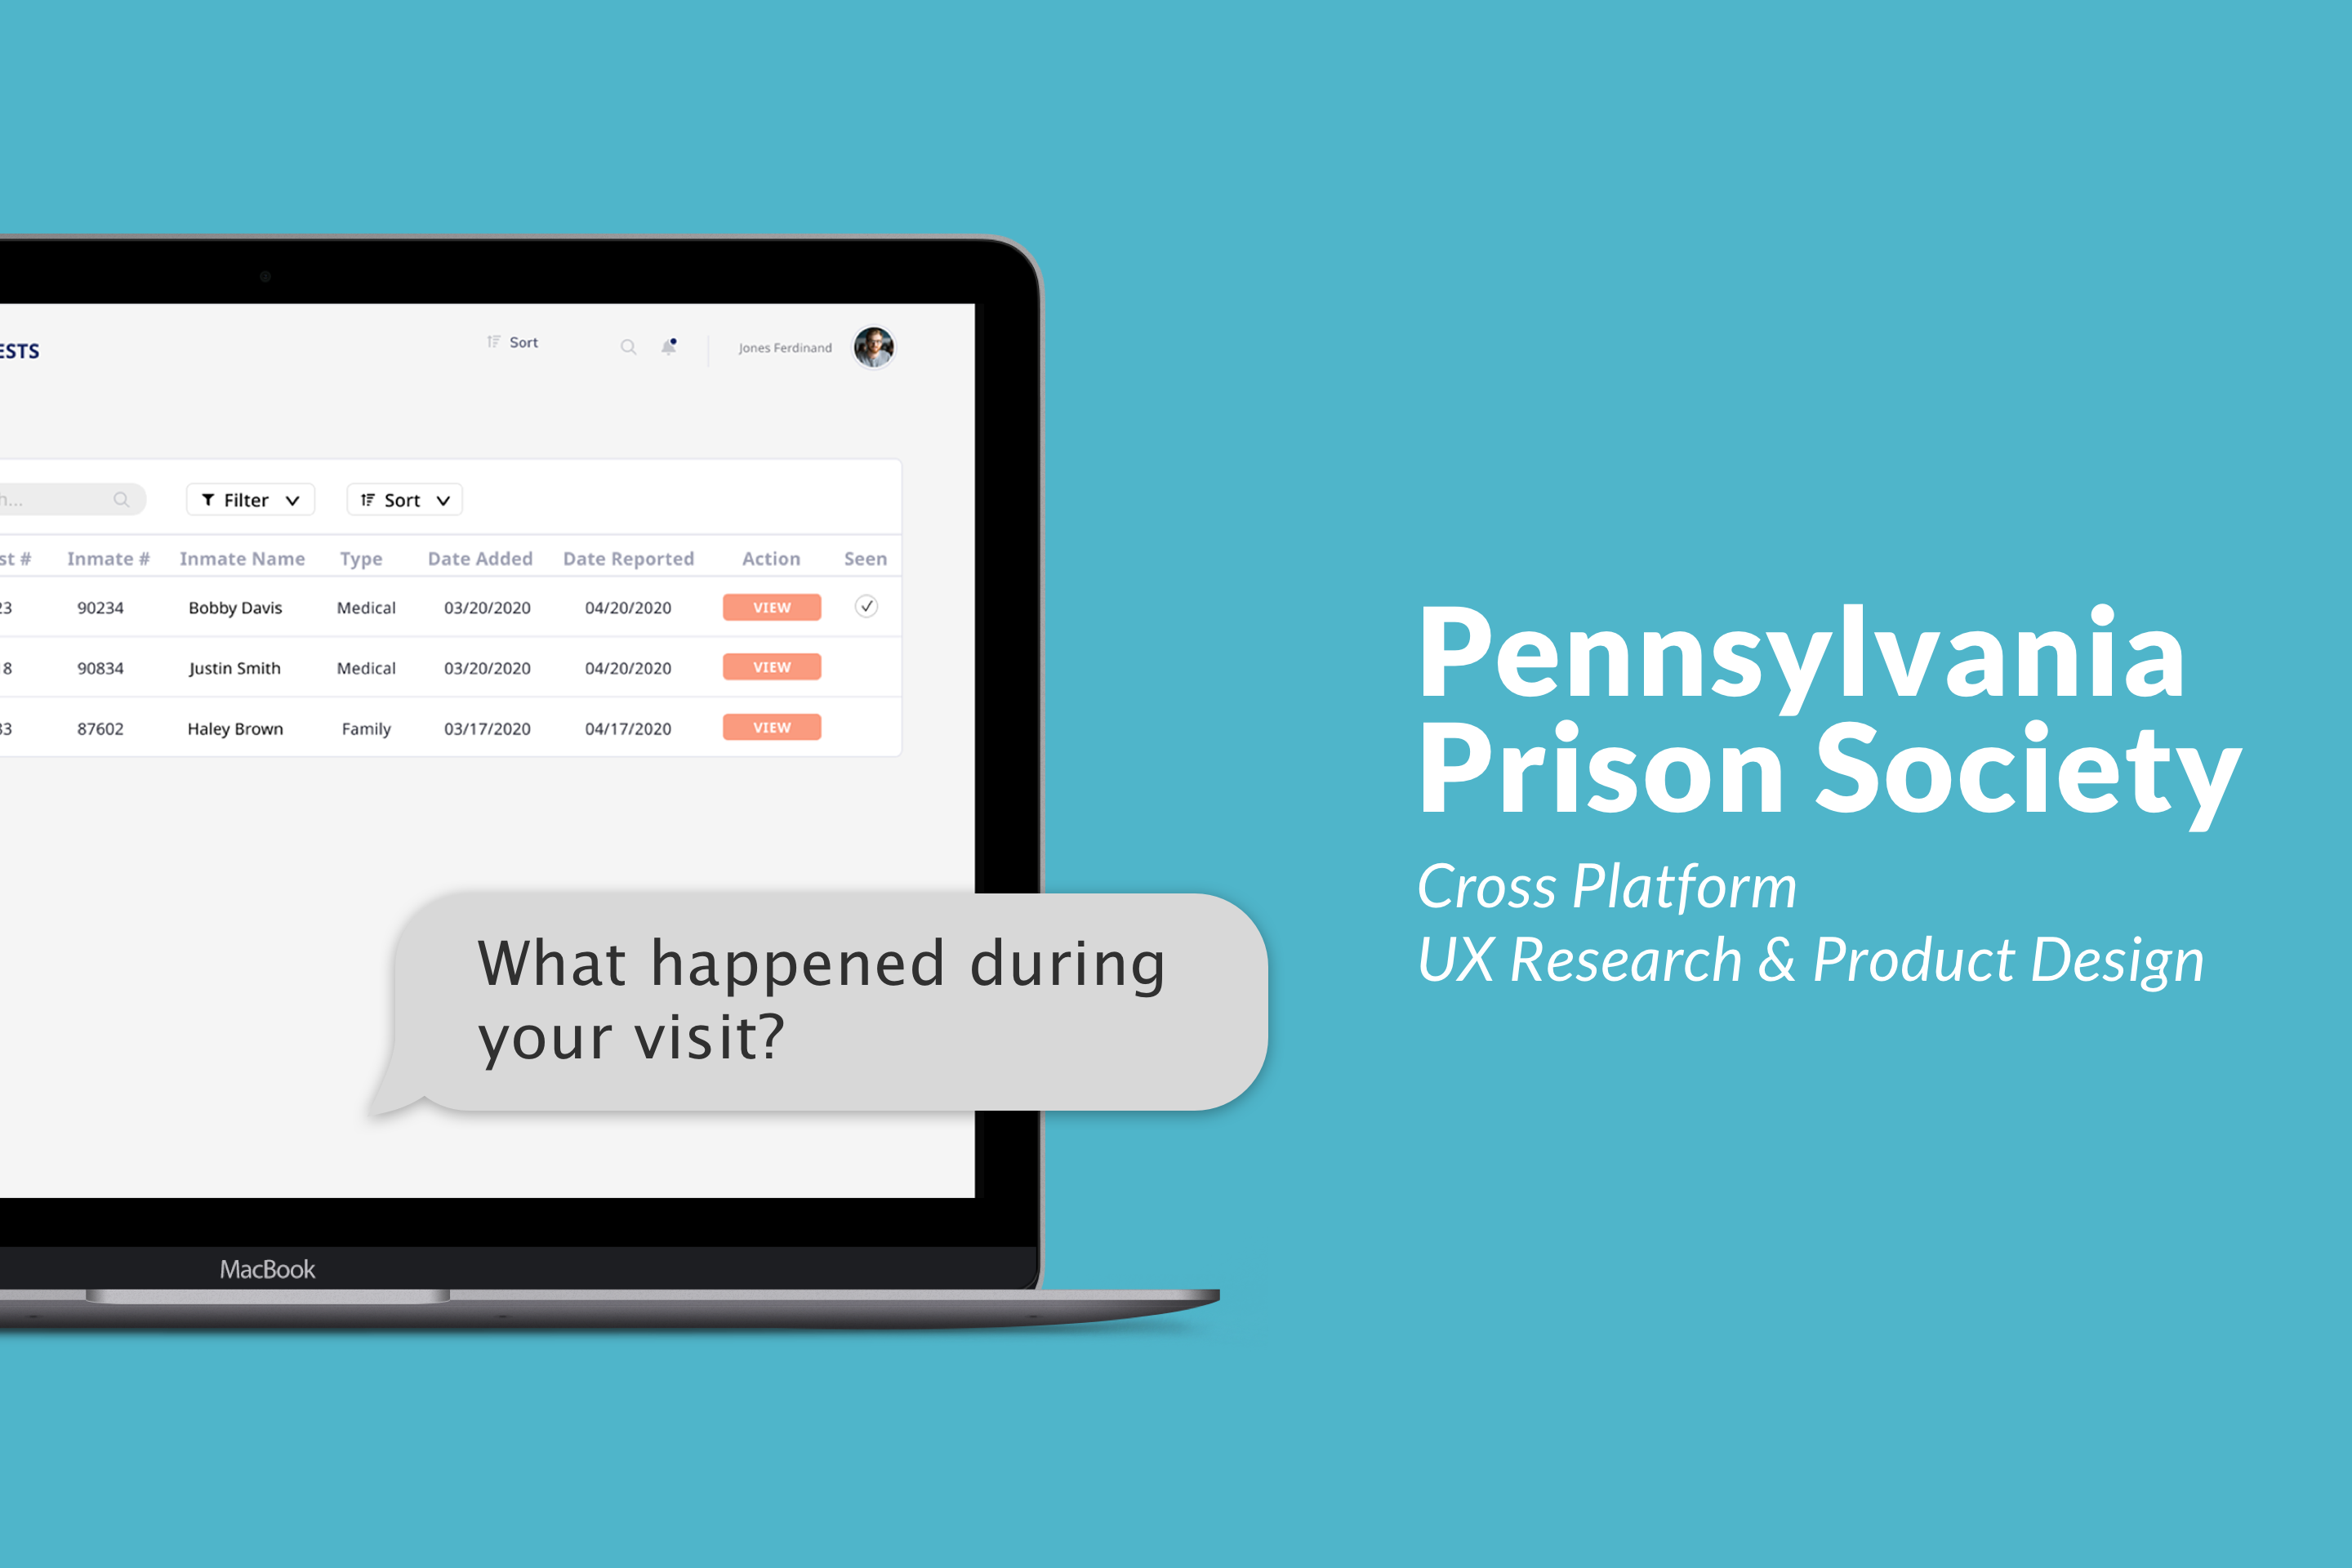 ESTS
Sort
Jones Ferdinand
Filter
Sort
Inmate # Inmate Name Type Date Added Date Reported Action Seen
90234 Bobby Davis Medical 03/20/2020 04/20/2020 VIEW
90834 Justin Smith Medical 03/20/2020 04/20/2020 VIEW
87602 Haley Brown Family 03/17/2020 04/17/2020 VIEW
What happened during
your visit?
MacBook
Pennsylvania
Prison Society
Cross Platform
UX Research & Product Design